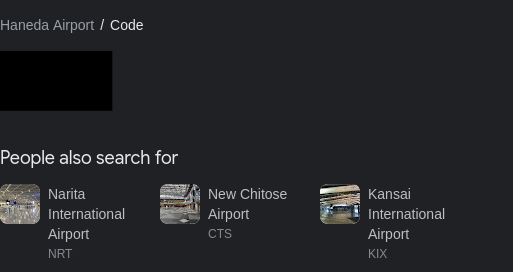 Haneda Airport / Code
People also search for
Narita
International
Airport
NRT
New Chitose
Airport
CTS
Kansai
International
Airport
KIX